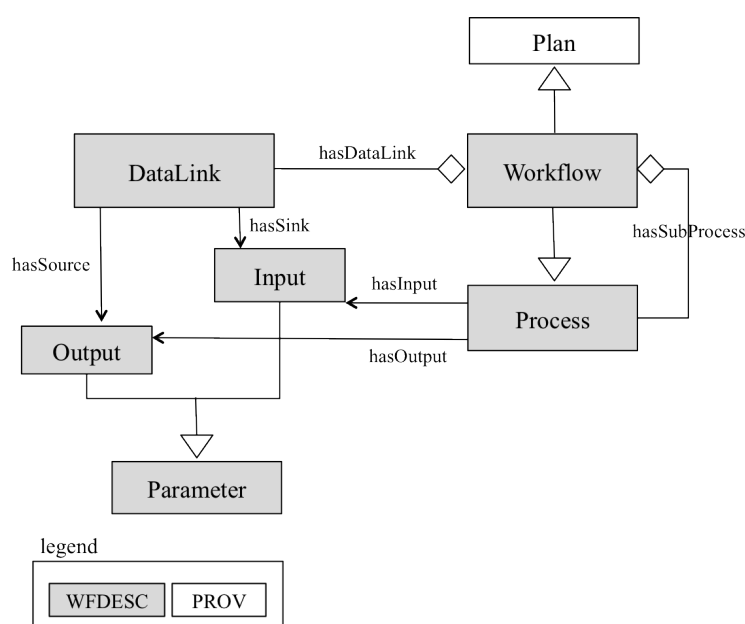 Plan
hasDataLink
DataLink
Workflow
hasSink
hasSubProcess
hasSource
Input
hasInput
Process
Output
hasOutput
Parameter
legend
WFDESC
PROV